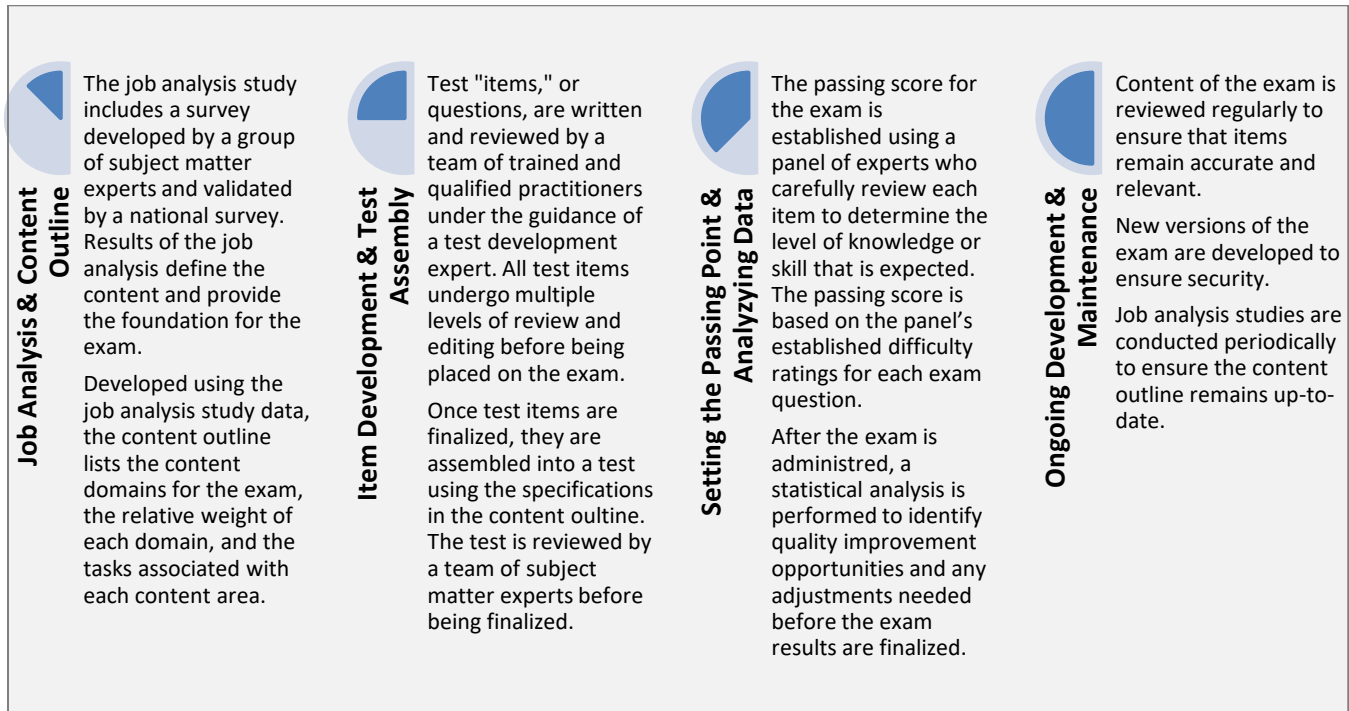 Job Analysis & Content
Outline
The job analysis study
includes a survey
developed by a group
of subject matter
experts and validated
by a national survey.
Results of the job
analysis define the
content and provide
the foundation for the
exam.
Developed using the
job analysis study data,
the content outline
lists the content
domains for the exam,
the relative weight of
each domain, and the
tasks associated with
each content area.
Item Development & Test
Assembly
Test "items," or
questions, are written
and reviewed by a
team of trained and
qualified practitioners
under the guidance of
a test development
expert. All test items
undergo multiple
levels of review and
editing before being
placed on the exam.
Once test items are
finalized, they are
assembled into a test
using the specifications
in the content oultine.
The test is reviewed by
a team of subject
matter experts before
being finalized.
Setting the Passing Point &
Analyzying Data
The passing score for
the exam is
established using a
panel of experts who
carefully review each
item to determine the
level of knowledge or
skill that is expected.
The passing score is
based on the panel’s
established difficulty
ratings for each exam
question.
After the exam is
administred, a
statistical analysis is
performed to identify
quality improvement
opportunities and any
adjustments needed
before the exam
results are finalized.
Ongoing Development &
Maintenance
Content of the exam is
reviewed regularly to
ensure that items
remain accurate and
relevant.
New versions of the
exam are developed to
ensure security.
Job analysis studies are
conducted periodically
to ensure the content
outline remains up-to-
date.